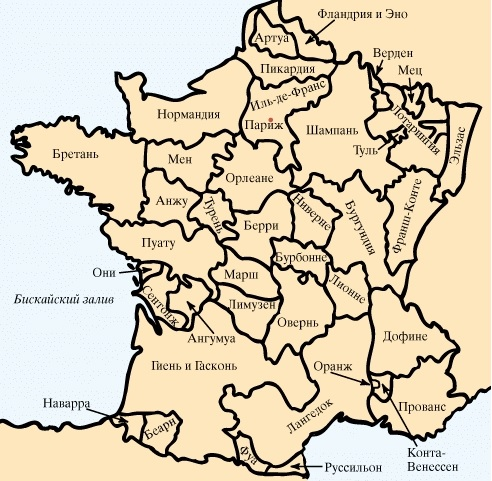 Фландрия и Эно
Артуа
Верден
Пикардия
Мец
Иль-де-Франс
Нормандия
Париж
Шампань
Лотарингия
Эльзас
Туль
Бретань
Мен
Орлеане
Анжу
Турень
Берри
Ниверне
Бургундия
Франш-Конте
Пуату
Бурбонне
Они
Марш
Бискайский залив
Сентонж
Лимузен
Лионне
Овернь
Ангумуа
Дофине
Гиень и Гасконь
Оранж
Наварра
Беарн
Лангедок
Прованс
Фуа
Руссильон
Конта-
Венессен